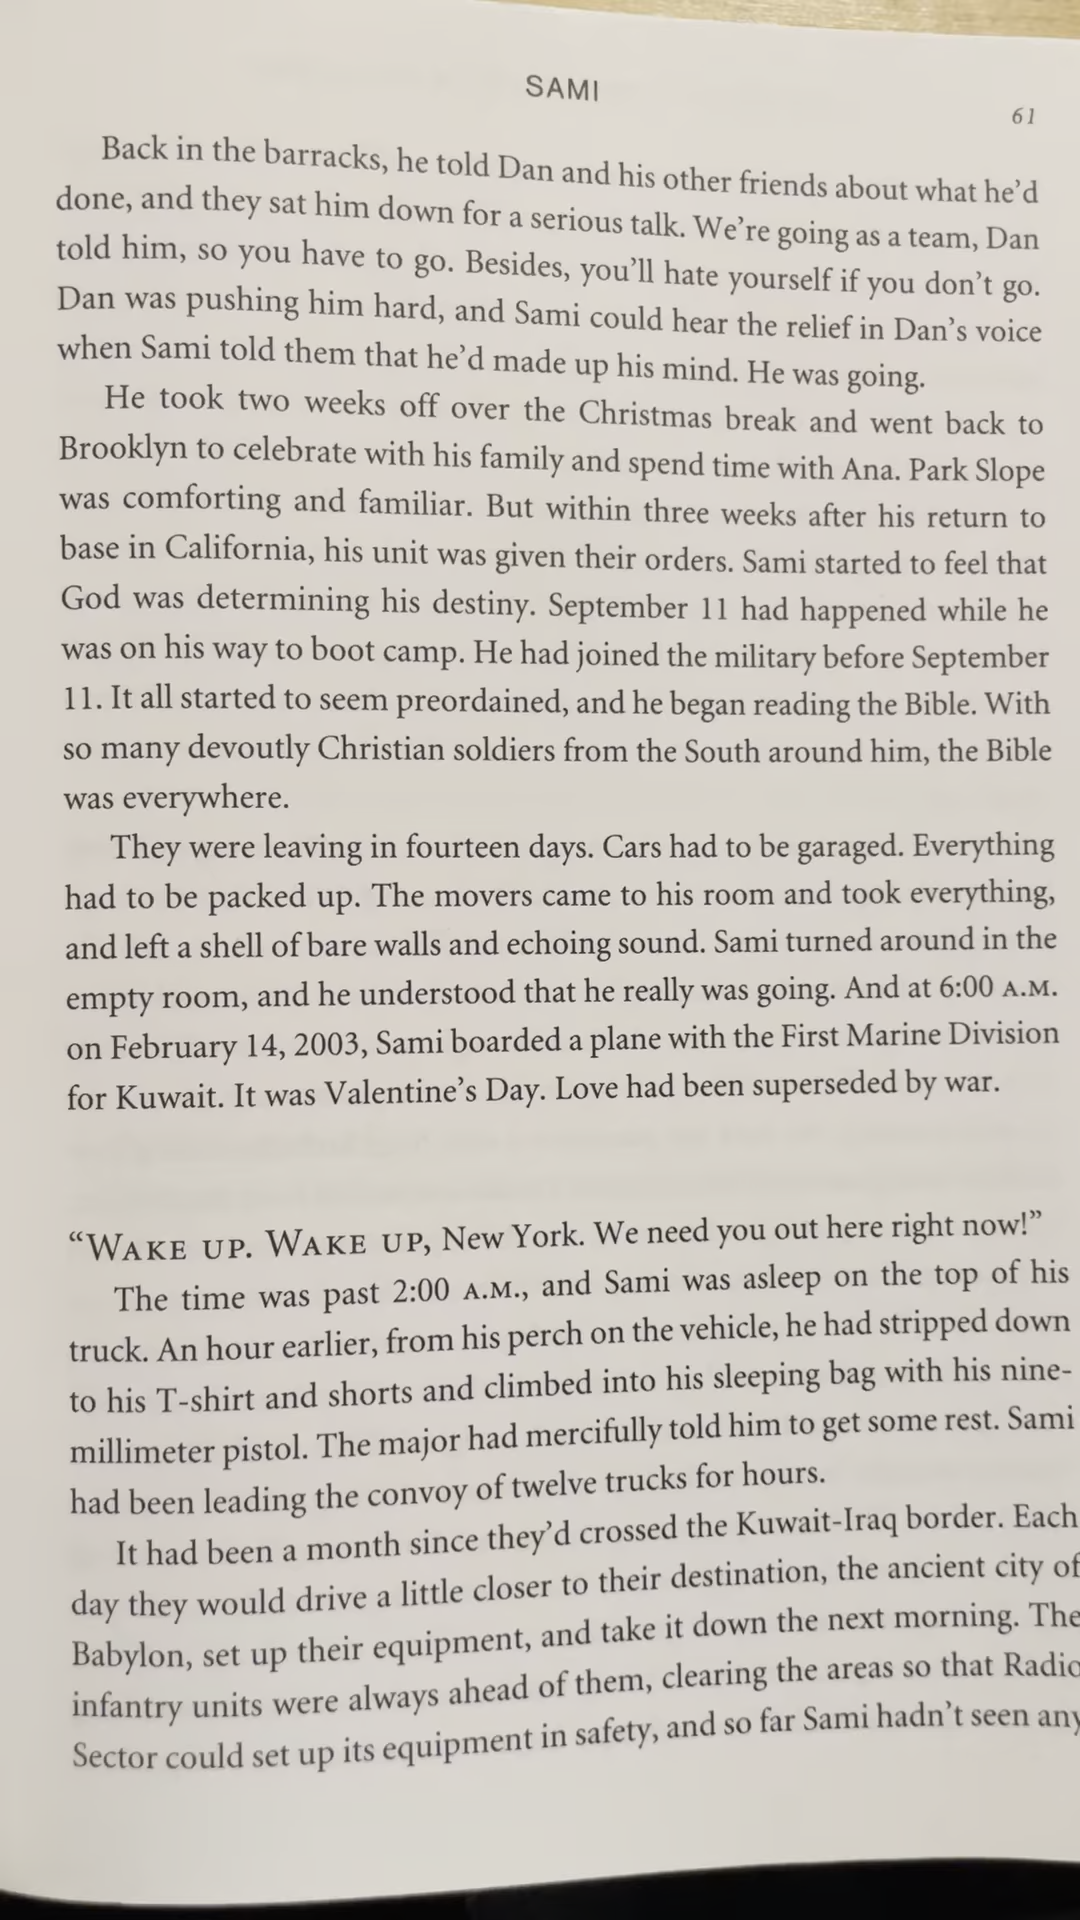 SAMI
61
Back in the barracks, he told Dan and his other friends about what he’d
done, and they sat him down for a serious talk. We’re going as a team, Dan
told him, so you have to go. Besides, you’ll hate yourself if you don’t go.
Dan was pushing him hard, and Sami could hear the relief in Dan’s voice
when Sami told them that he’d made up his mind. He was going.
He took two weeks off over the Christmas break and went back to
Brooklyn to celebrate with his family and spend time with Ana. Park Slope
was comforting and familiar. But within three weeks after his return to
base in California, his unit was given their orders. Sami started to feel that
God was determining his destiny. September 11 had happened while he
was on his way to boot camp. He had joined the military before September
11. It all started to seem preordained, and he began reading the Bible. With
so many devoutly Christian soldiers from the South around him, the Bible
was everywhere.
They were leaving in fourteen days. Cars had to be garaged. Everything
had to be packed up. The movers came to his room and took everything,
and left a shell of bare walls and echoing sound. Sami turned around in the
empty room, and he understood that he really was going. And at 6:00 A.M.
on February 14, 2003, Sami boarded a plane with the First Marine Division
for Kuwait. It was Valentine’s Day. Love had been superseded by war.
“WAKE UP. WAKE UP, New York. We need you out here right now!”
The time was past 2:00 A.M., and Sami was asleep on the top of his
truck. An hour earlier, from his perch on the vehicle, he had stripped down
to his T-shirt and shorts and climbed into his sleeping bag with his nine-
millimeter pistol. The major had mercifully told him to get some rest. Sami
had been leading the convoy of twelve trucks for hours.
It had been a month since they’d crossed the Kuwait-Iraq border. Each
day they would drive a little closer to their destination, the ancient city of
Babylon, set up their equipment, and take it down the next morning. The
infantry units were always ahead of them, clearing the areas so that Radio
Sector could set up its equipment in safety, and so far Sami hadn’t seen any